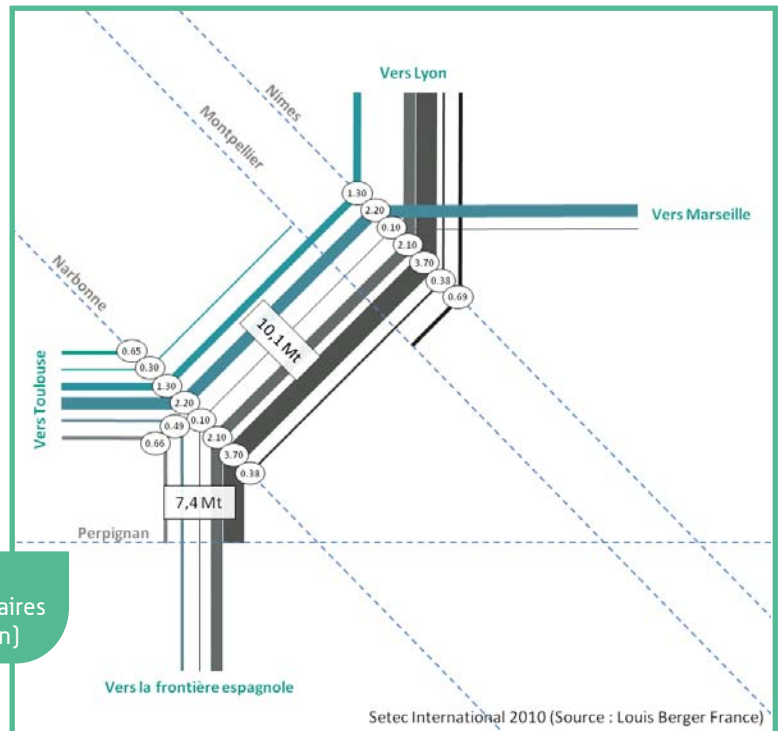 Vers Lyon
Nimes
Montpellier
Narbonne
1.30
2.20
0.10
2.10
3.70
0.38
0.69
Vers Marseille
10,1 Mt
Vers Toulouse
0.65
0.30
1.30
2.20
0.10
0.49
0.66
2.10
3.70
0.38
7,4 Mt
Perpignan
aires
n)
Vers la frontière espagnole
Setec International 2010 (Source : Louis Berger France)